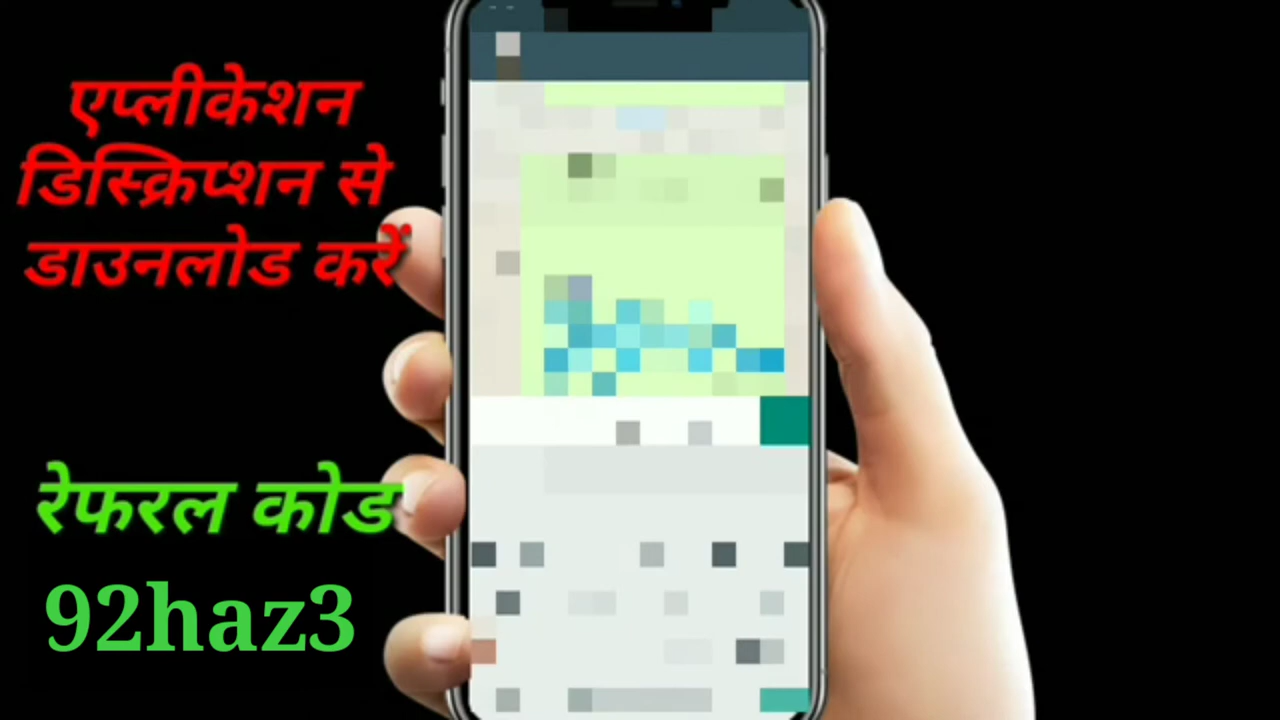 एप्लीकेशन
डिस्क्रिप्शन से
डाउनलोड करें
रेफरल कोड
92haz3